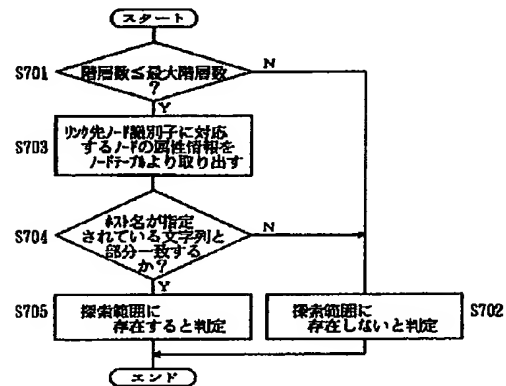 スタート
S701
階層数≦最大階層数
?
N
Y
S703
リンク先ノード識別子に対応
するノードの属性情報を
ノードテーブルより取り出す
S704
ホスト名が指定
されている文字列と
部分一致する
か?
N
Y
S705
探索範囲に
存在すると判定
探索範囲に
存在しないと判定
S702
エンド